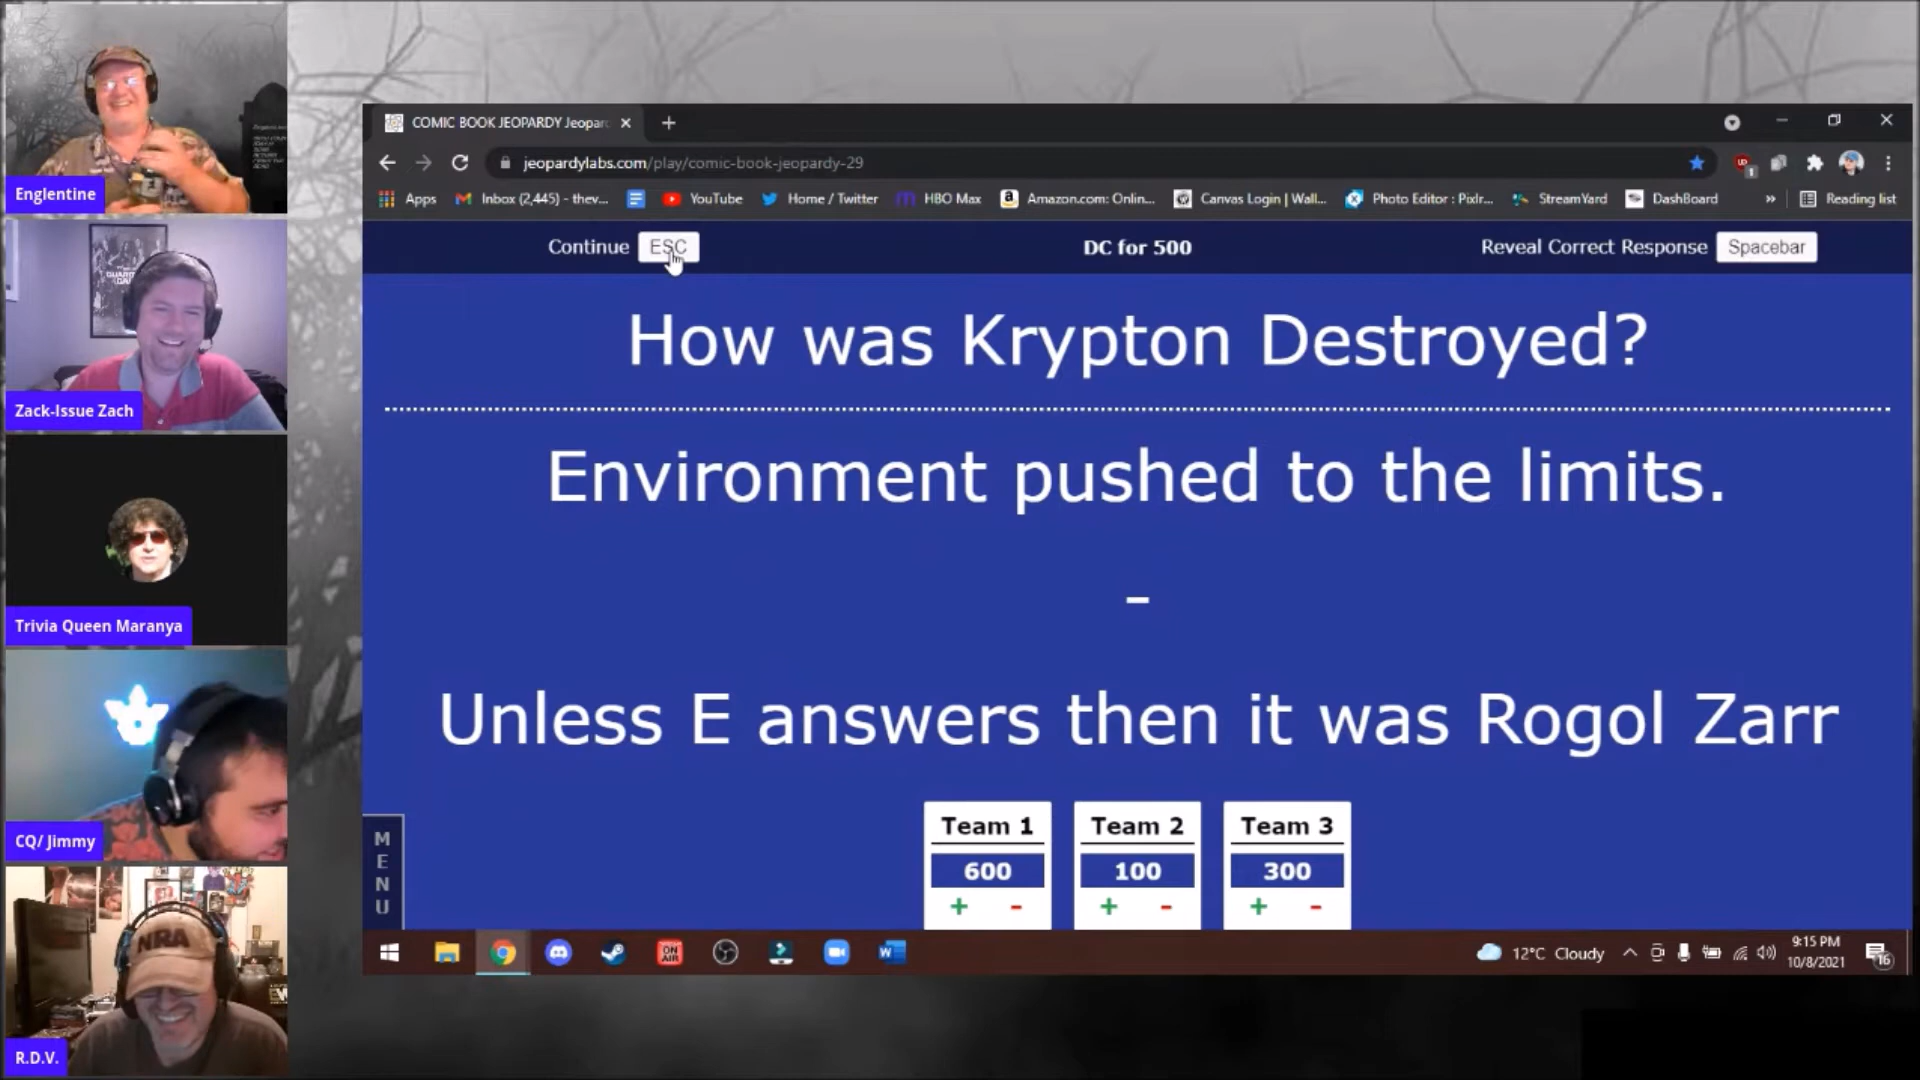 Englentine
Zack-Issue Zach
Trivia Queen Maranya
CQ/ Jimmy
NRA
R.D.V.
COMIC BOOK JEOPARDY Jeopar
jeopardylabs.com/play/comic-book-jeopardy-29
Apps Inbox (2,445) - thev... YouTube Home / Twitter HBO Max Amazon.com: Onlin... Canvas Login | Wall... Photo Editor : Pixlr... StreamYard DashBoard » Reading list
Continue ESC DC for 500 Reveal Correct Response Spacebar
How was Krypton Destroyed?
Environment pushed to the limits.
-
Unless E answers then it was Rogol Zarr
MENU
Team 1 Team 2 Team 3
600 100 300
+ - + - + -
ON AIR
12°C Cloudy
9:15 PM
10/8/2021
16